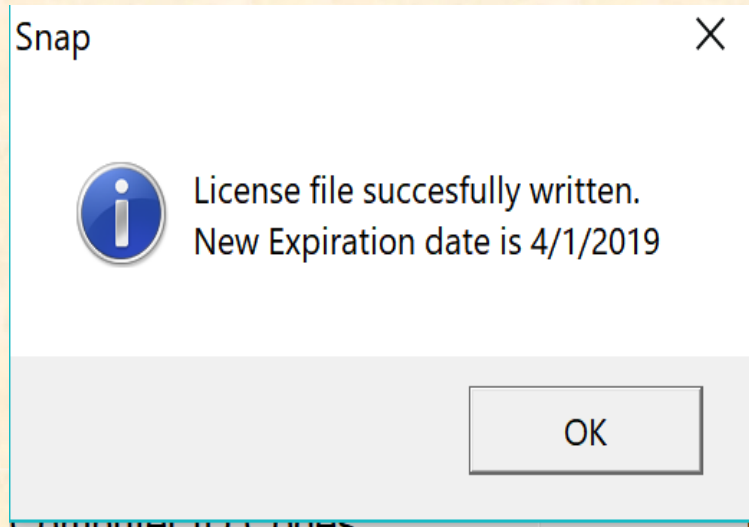 Snap
License file succesfully written.
New Expiration date is 4/1/2019
OK